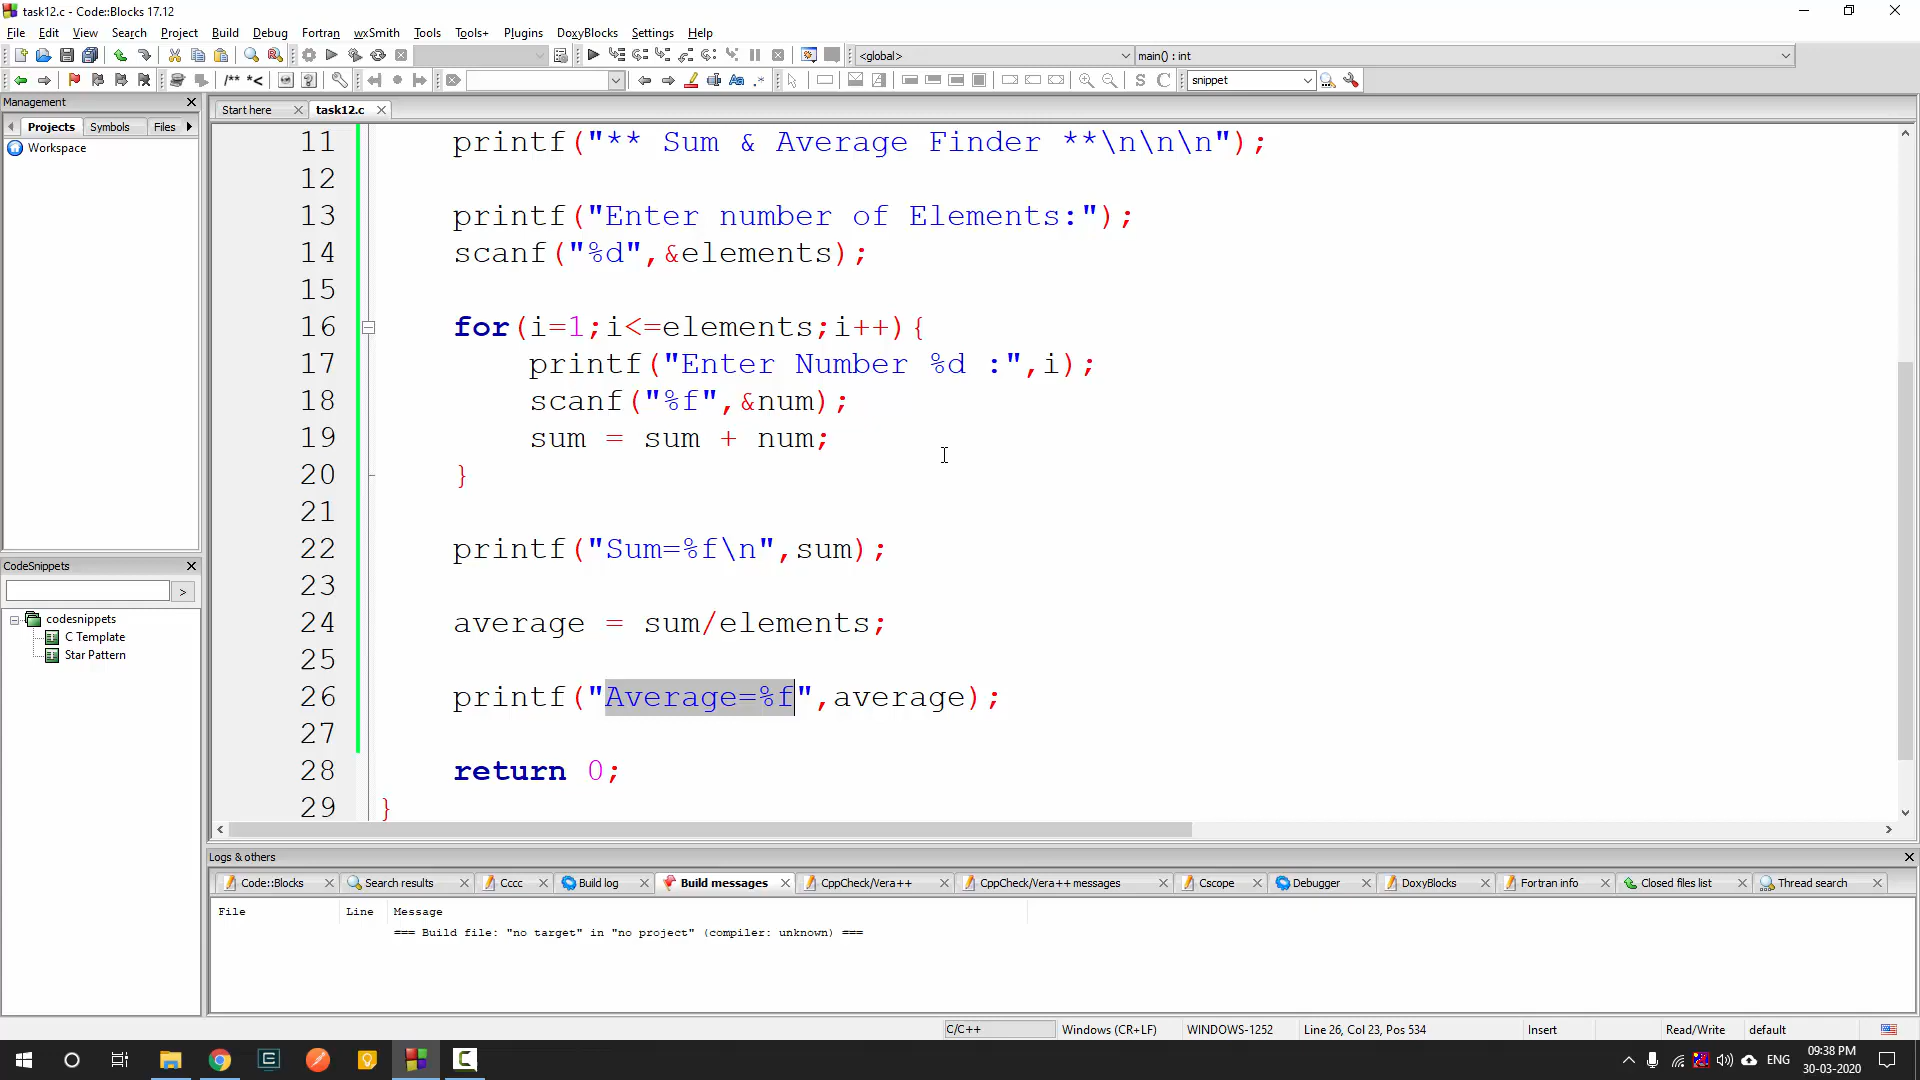 task12.c - Code::Blocks 17.12
File Edit View Search Project Build Debug Fortran wxSmith Tools Tools+ Plugins DoxyBlocks Settings Help
<global> main() : int
/** *< Aa .* S C snippet
Management
Start here task12.c
Projects Symbols Files
Workspace
11 printf("** Sum & Average Finder **\n\n\n");
12
13 printf("Enter number of Elements:");
14 scanf("%d",&elements);
15
16 for(i=1;i<=elements;i++){
17 printf("Enter Number %d :",i);
18 scanf("%f",&num);
19 sum = sum + num;
20 }
21
22 printf("Sum=%f\n",sum);
23
24 average = sum/elements;
25
26 printf("Average=%f",average);
27
28 return 0;
29 }
CodeSnippets
>
codesnippets
C Template
Star Pattern
Logs & others
Code::Blocks Search results Cccc Build log Build messages CppCheck/Vera++ CppCheck/Vera++ messages Cscope Debugger DoxyBlocks Fortran info Closed files list Thread search
File Line Message
=== Build file: "no target" in "no project" (compiler: unknown) ===
C/C++ Windows (CR+LF) WINDOWS-1252 Line 26, Col 23, Pos 534 Insert Read/Write default
ENG
09:38 PM
30-03-2020